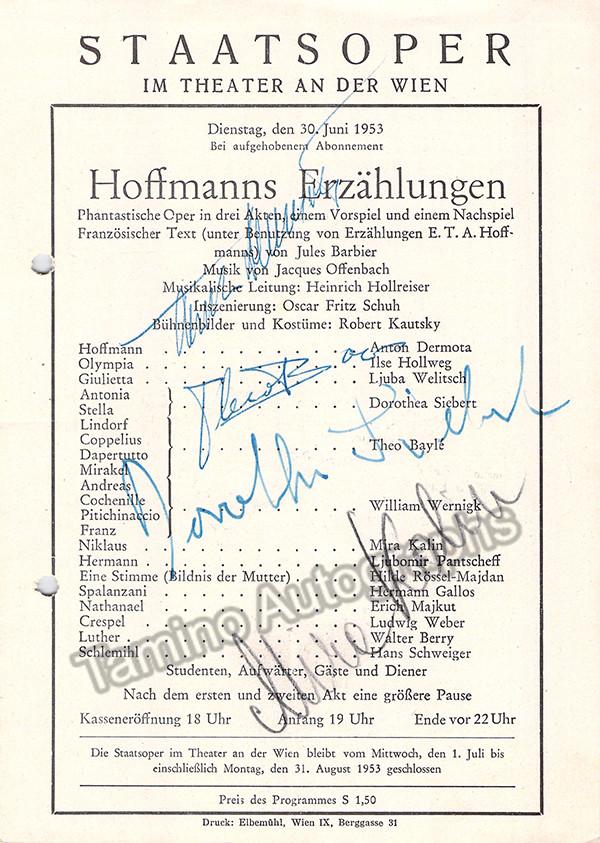 STAATSOPER
IM THEATER AN DER WIEN
Dienstag, den 30. Juni 1953
Bei aufgehobenem Abonnement
Hoffmanns Erzählungen
Phantastische Oper in drei Akten, einem Vorspiel und einem Nachspiel
Französischer Text (unter Benutzung von Erzählungen E. T. A. Hoff-
manns) von Jules Barbier
Musik von Jacques Offenbach
Musikalische Leitung: Heinrich Hollreiser
Inszenierung: Oscar Fritz Schuh
Bühnenbilder und Kostüme: Robert Kautsky
Hoffmann . . . . . . . . . . . Anton Dermota
Olympia . . . . . . . . . . . Ilse Hollweg
Giulietta . . . . . . . . . . . Ljuba Welitsch
Antonia
Stella . . . . . . . . . . . Dorothea Siebert
Lindorf
Coppelius
Dapertutto . . . . . . . . . . . Theo Baylé
Mirakel
Andreas
Cochenille
Pitichinaccio . . . . . . . . . . . William Wernigk
Franz
Niklaus . . . . . . . . . . . Mira Kalin
Hermann . . . . . . . . . . . Ljubomir Pantscheff
Eine Stimme (Bildnis der Mutter) . . . . . Hilde Rössel-Majdan
Spalanzani . . . . . . . . . . . Hermann Gallos
Nathanael . . . . . . . . . . . Erich Majkut
Crespel . . . . . . . . . . . Ludwig Weber
Luther . . . . . . . . . . . Walter Berry
Schlemihl . . . . . . . . . . . Hans Schweiger
Studenten, Aufwärter, Gäste und Diener
Nach dem ersten und zweiten Akt eine größere Pause
Kasseneröffnung 18 Uhr Anfang 19 Uhr Ende vor 22 Uhr
Die Staatsoper im Theater an der Wien bleibt vom Mittwoch, den 1. Juli bis
einschließlich Montag, den 31. August 1953 geschlossen
Preis des Programmes S 1,50
Druck: Elbemühl, Wien IX, Berggasse 31
Dorothea Siebert
Mira Kalin
Tamino Autographs